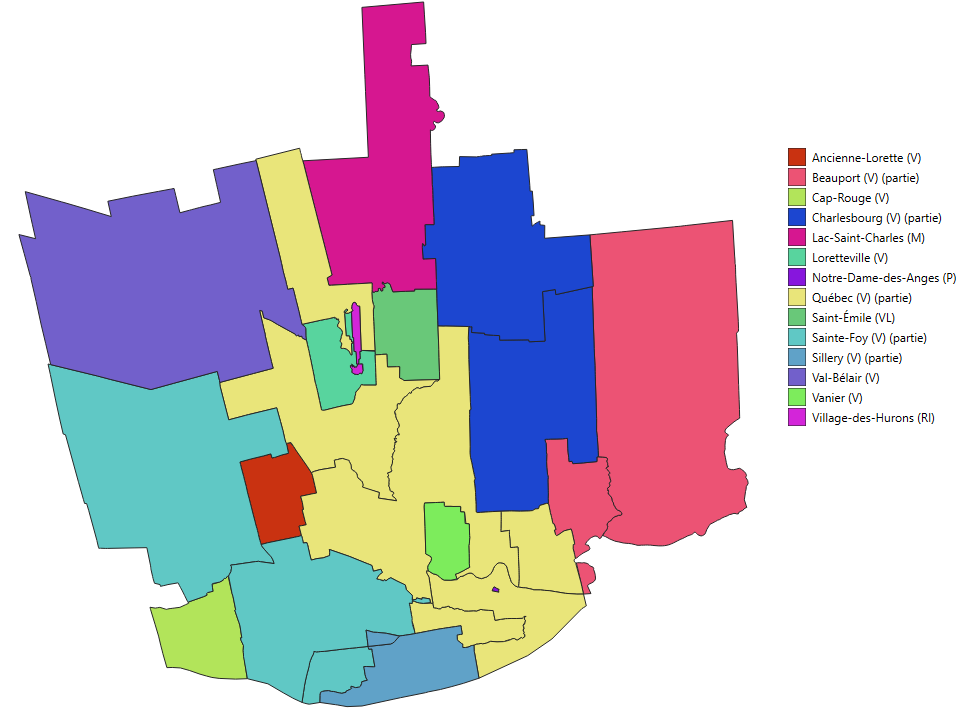 Ancienne-Lorette (V)
Beauport (V) (partie)
Cap-Rouge (V)
Charlesbourg (V) (partie)
Lac-Saint-Charles (M)
Loretteville (V)
Notre-Dame-des-Anges (P)
Québec (V) (partie)
Saint-Émile (VL)
Sainte-Foy (V) (partie)
Sillery (V) (partie)
Val-Bélair (V)
Vanier (V)
Village-des-Hurons (RI)